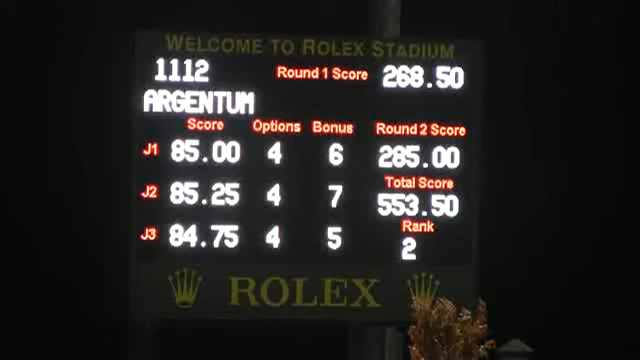 WELCOME TO ROLEX STADIUM
1112 Round 1 Score 268.50
ARGENTUM
Score Options Bonus Round 2 Score
J1 85.00 4 6 285.00
Total Score
J2 85.25 4 7 553.50
Rank
J3 84.75 4 5 2
ROLEX